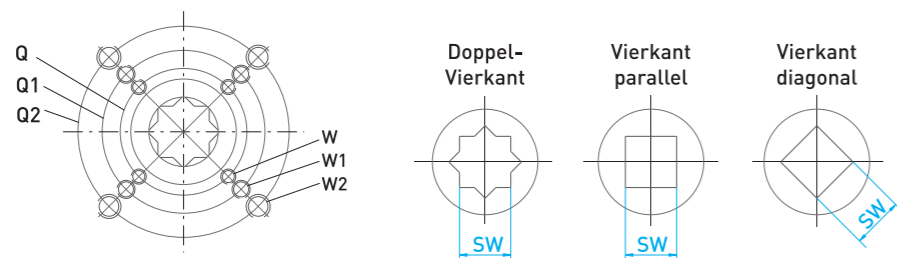 Q
Q1
Q2
W
W1
W2
Doppel-
Vierkant
SW
Vierkant
parallel
SW
Vierkant
diagonal
SW